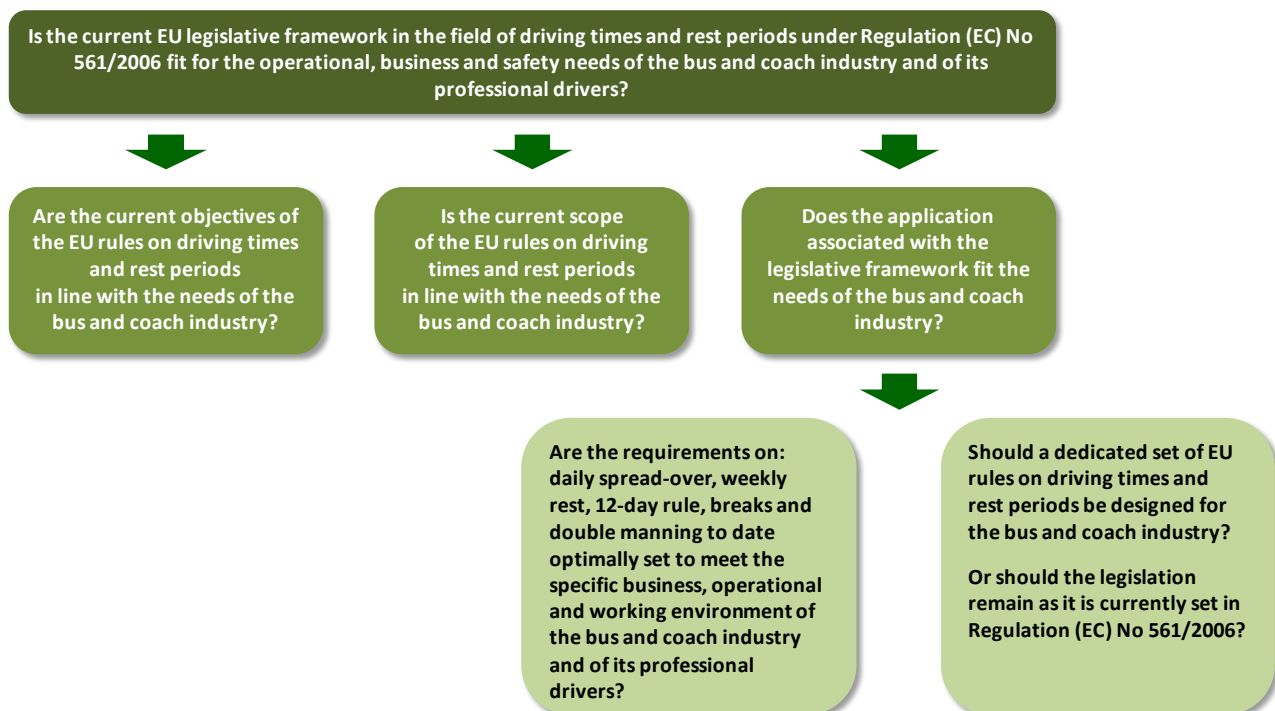 Is the current EU legislative framework in the field of driving times and rest periods under Regulation (EC) No
561/2006 fit for the operational, business and safety needs of the bus and coach industry and of its
professional drivers?
Are the current objectives of
the EU rules on driving times
and rest periods
in line with the needs of the
bus and coach industry?
Is the current scope
of the EU rules on driving
times and rest periods
in line with the needs of the
bus and coach industry?
Does the application
associated with the
legislative framework fit the
needs of the bus and coach
industry?
Are the requirements on:
daily spread-over, weekly
rest, 12-day rule, breaks and
double manning to date
optimally set to meet the
specific business, operational
and working environment of
the bus and coach industry
and of its professional
drivers?
Should a dedicated set of EU
rules on driving times and
rest periods be designed for
the bus and coach industry?
Or should the legislation
remain as it is currently set in
Regulation (EC) No 561/2006?